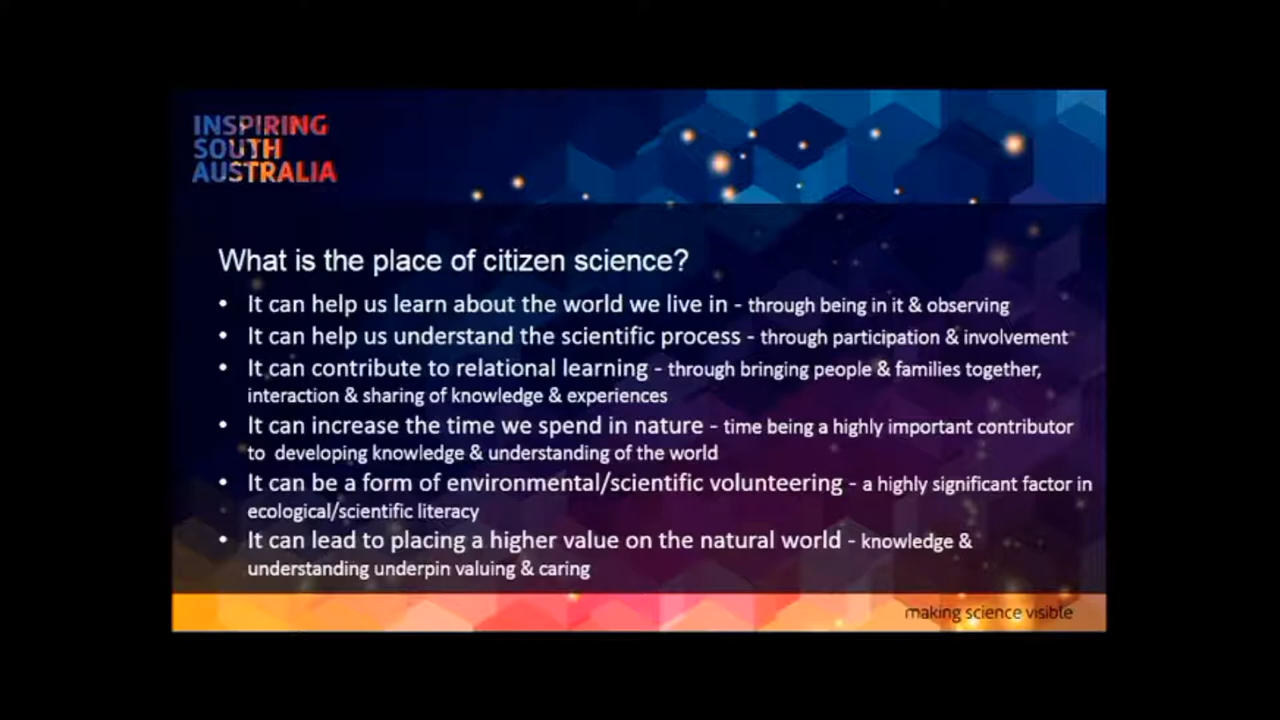 INSPIRING
SOUTH
AUSTRALIA
What is the place of citizen science?
• It can help us learn about the world we live in - through being in it & observing
• It can help us understand the scientific process - through participation & involvement
• It can contribute to relational learning - through bringing people & families together,
interaction & sharing of knowledge & experiences
• It can increase the time we spend in nature - time being a highly important contributor
to developing knowledge & understanding of the world
• It can be a form of environmental/scientific volunteering - a highly significant factor in
ecological/scientific literacy
• It can lead to placing a higher value on the natural world - knowledge &
understanding underpin valuing & caring
making science visible